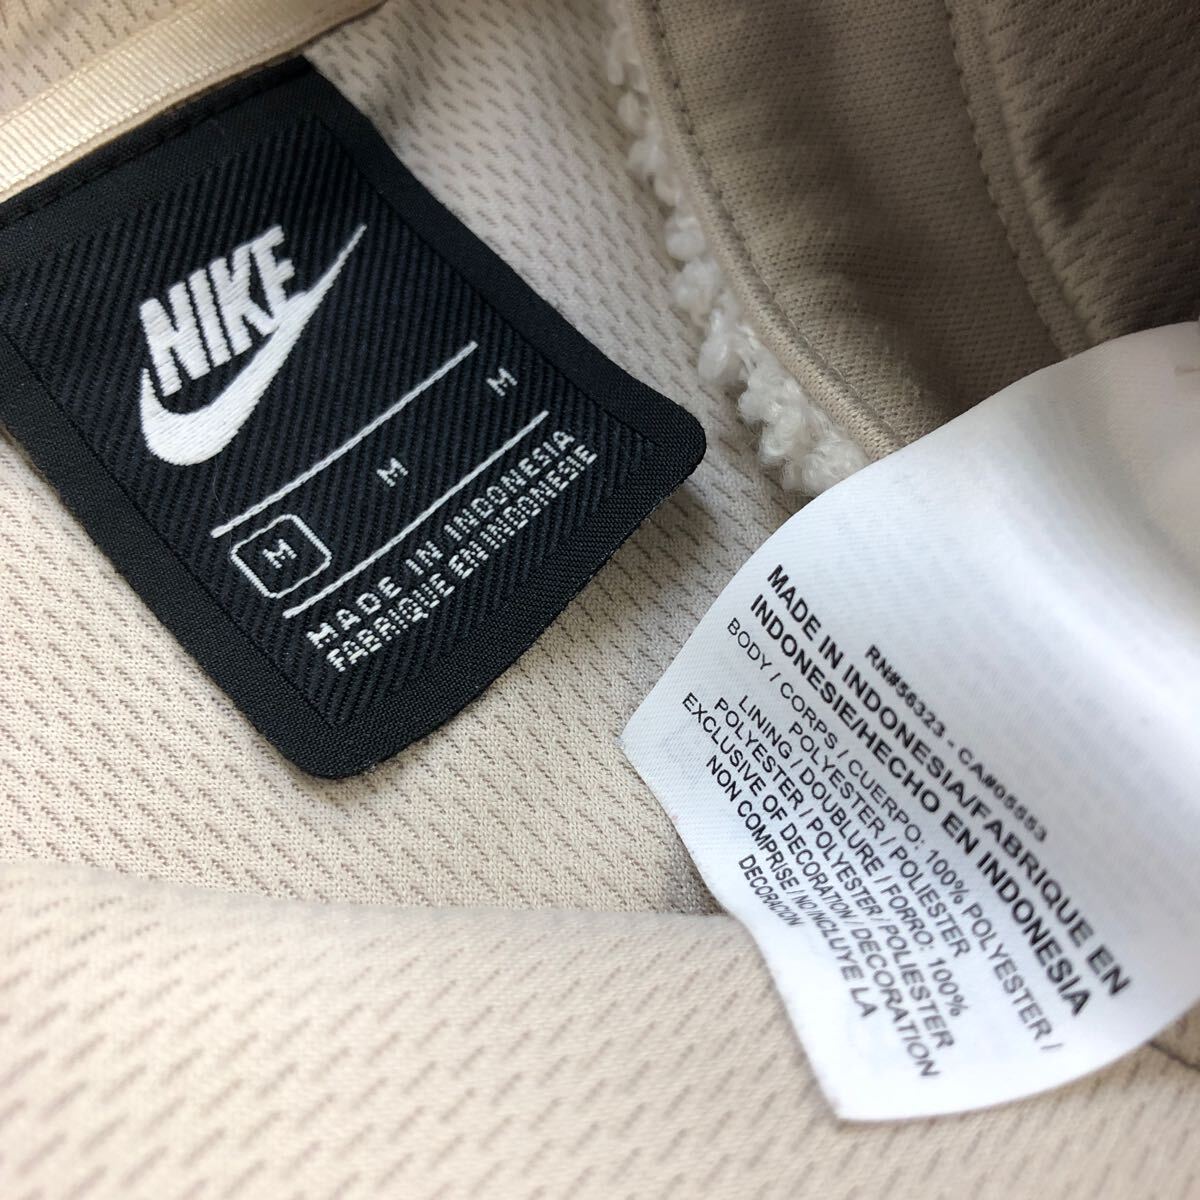 NIKE
M
M
M
MADE IN INDONESIA
FABRIQUE EN INDONESIE
RN#56323 - CA#05553
MADE IN INDONESIA/FABRIQUE EN
INDONESIE/HECHO EN INDONESIA
BODY / CORPS / CUERPO: 100% POLYESTER /
POLYESTER / POLIESTER
LINING / DOUBLURE / FORRO: 100%
POLYESTER / POLYESTER / POLIESTER
EXCLUSIVE OF DECORATION / DECORATION
NON COMPRISE / NO INCLUYE LA
DECORACION